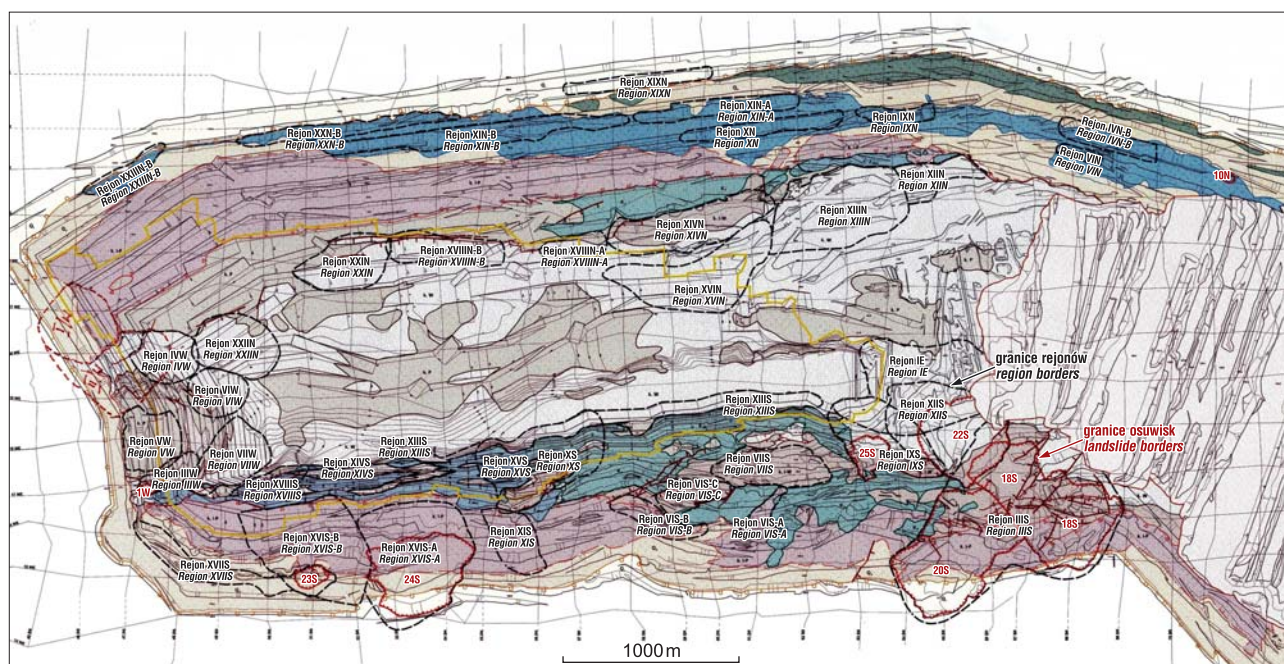 Rejon XIXN
Region XIXN
Rejon XXN-B
Region XXN-B
Rejon XIN-B
Region XIN-B
Rejon XIN-A
Region XIN-A
Rejon XN
Region XN
Rejon IXN
Region IXN
Rejon IVN-B
Region IVN-B
Rejon VIN
Region VIN
10N
Rejon XXIIIN-B
Region XXIIIN-B
Rejon XIIN
Region XIIN
Rejon XIIIN
Region XIIIN
Rejon XIVN
Region XIVN
Rejon XVIIIN-A
Region XVIIIN-A
Rejon XVIIIN-B
Region XVIIIN-B
Rejon XXIN
Region XXIN
Rejon XVIN
Region XVIN
Rejon XXIIN
Region XXIIN
Rejon IVW
Region IVW
Rejon VIW
Region VIW
Rejon IE
Region IE
granice rejonów
region borders
Rejon XIIS
Region XIIS
Rejon XIIIS
Region XIIIS
22S
granice osuwisk
landslide borders
Rejon VW
Region VW
Rejon VIIW
Region VIIW
Rejon XIIIS
Region XIIIS
Rejon XIVS
Region XIVS
Rejon XVS
Region XVS
Rejon XS
Region XS
Rejon VIIS
Region VIIS
25S
Rejon IXS
Region IXS
18S
Rejon IIIW
Region IIIW
1W
Rejon XVIIIS
Region XVIIIS
Rejon VIS-C
Region VIS-C
Rejon VIS-B
Region VIS-B
Rejon VIS-A
Region VIS-A
Rejon IIIS
Region IIIS
18S
Rejon XVIS-B
Region XVIS-B
Rejon XVIS-A
Region XVIS-A
Rejon XIS
Region XIS
Rejon XVIIS
Region XVIIS
23S
24S
20S
1000 m